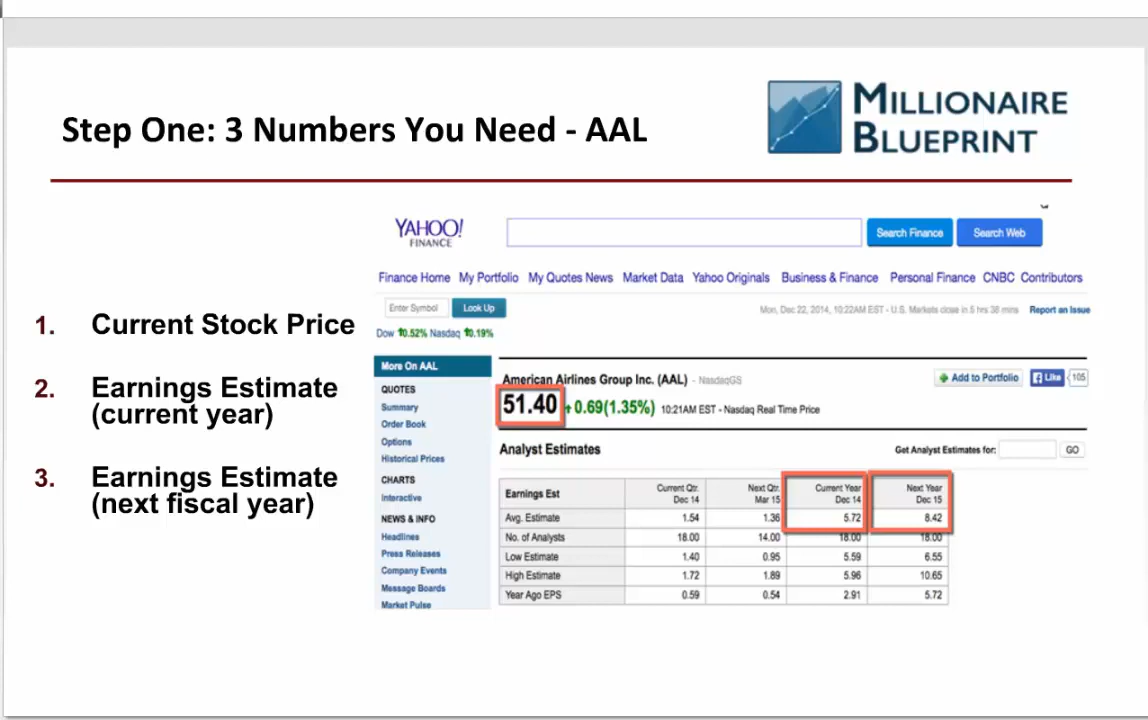 Step One: 3 Numbers You Need - AAL
MILLIONAIRE
BLUEPRINT
1. Current Stock Price
2. Earnings Estimate
(current year)
3. Earnings Estimate
(next fiscal year)
YAHOO!
FINANCE
Search Finance
Search Web
Finance Home My Portfolio My Quotes News Market Data Yahoo Originals Business & Finance Personal Finance CNBC Contributors
Enter Symbol Look Up
Mon, Dec 22, 2014, 10:22AM EST - U.S. Markets close in 5 hrs 38 mins Report an Issue
Dow 0.52% Nasdaq 0.19%
More On AAL
QUOTES
Summary
Order Book
Options
Historical Prices
CHARTS
Interactive
NEWS & INFO
Headlines
Press Releases
Company Events
Message Boards
Market Pulse
American Airlines Group Inc. (AAL) - NasdaqGS
Add to Portfolio Like 105
51.40 0.69(1.35%) 10:21AM EST - Nasdaq Real Time Price
Analyst Estimates
Get Analyst Estimates for: GO
Earnings Est Current Qtr. Dec 14 Next Qtr. Mar 15 Current Year Dec 14 Next Year Dec 15
Avg. Estimate 1.54 1.36 5.72 8.42
No. of Analysts 18.00 14.00 18.00 18.00
Low Estimate 1.40 0.95 5.59 6.55
High Estimate 1.72 1.89 5.96 10.65
Year Ago EPS 0.59 0.54 2.91 5.72